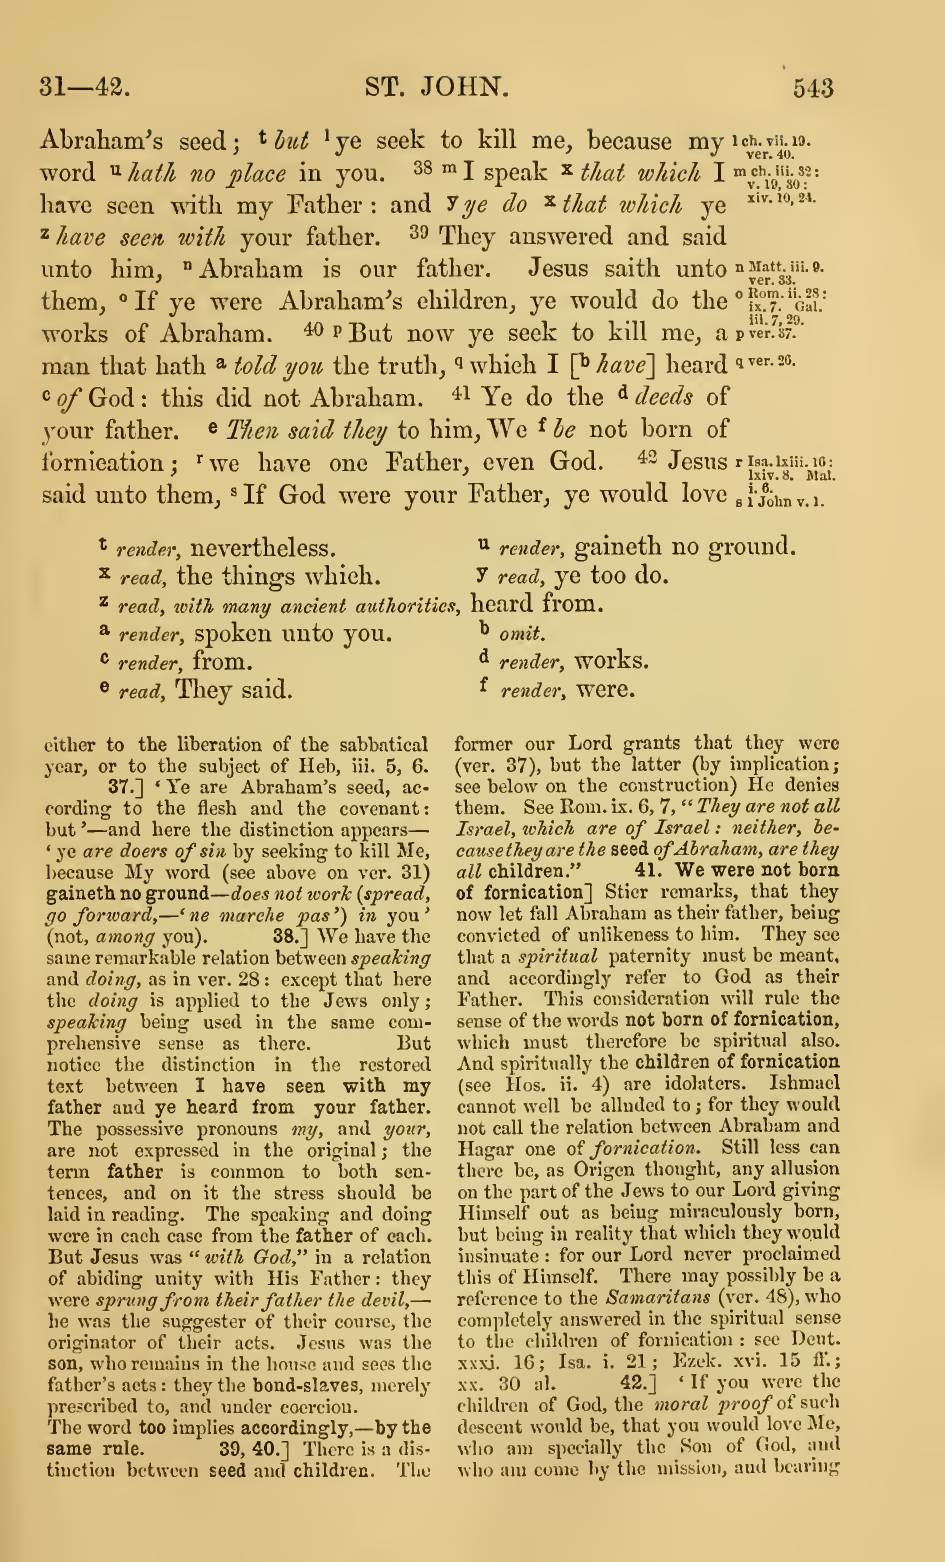 31—42.
ST. JOHN.
543
Abraham's seed; t but l ye seek to kill me, because my
word u hath no place in you. 38 m I speak x that which I
have seen with my Father : and y ye do x that which ye
z have seen with your father. 39 They answered and said
unto him, n Abraham is our father. Jesus saith unto
them, o If ye were Abraham's children, ye would do the
works of Abraham. 40 p But now ye seek to kill me, a
man that hath a told you the truth, q which I [b have] heard
c of God: this did not Abraham. 41 Ye do the d deeds of
your father. e Then said they to him, We f be not born of
fornication; r we have one Father, even God. 42 Jesus
said unto them, s If God were your Father, ye would love
l ch. vii. 19.
ver. 40.
m ch. iii. 32:
v. 19, 30:
xiv. 10, 24.
n Matt. iii. 9.
ver. 33.
o Rom. ii. 28:
ix. 7. Gal.
iii. 7, 29.
p ver. 37.
q ver. 26.
r Isa. lxiii. 16:
lxiv. 8. Mal.
i. 6.
s 1 John v. 1.
t render, nevertheless.
u render, gaineth no ground.
x read, the things which.
y read, ye too do.
z read, with many ancient authorities, heard from.
a render, spoken unto you.
b omit.
c render, from.
d render, works.
e read, They said.
f render, were.
either to the liberation of the sabbatical
year, or to the subject of Heb, iii. 5, 6.
37.] ‘ Ye are Abraham's seed, ac-
cording to the flesh and the covenant:
but ’—and here the distinction appears—
‘ ye are doers of sin by seeking to kill Me,
because My word (see above on ver. 31)
gaineth no ground—does not work (spread,
go forward,—‘ ne marche pas’) in you ’
(not, among you). 38.] We have the
same remarkable relation between speaking
and doing, as in ver. 28: except that here
the doing is applied to the Jews only;
speaking being used in the same com-
prehensive sense as there. But
notice the distinction in the restored
text between I have seen with my
father and ye heard from your father.
The possessive pronouns my, and your,
are not expressed in the original; the
term father is common to both sen-
tences, and on it the stress should be
laid in reading. The speaking and doing
were in each case from the father of each.
But Jesus was “with God,” in a relation
of abiding unity with His Father: they
were sprung from their father the devil,—
he was the suggester of their course, the
originator of their acts. Jesus was the
son, who remains in the house and sees the
father's acts: they the bond-slaves, merely
prescribed to, and under coercion.
The word too implies accordingly,—by the
same rule. 39, 40.] There is a dis-
tinction between seed and children. The
former our Lord grants that they were
(ver. 37), but the latter (by implication;
see below on the construction) He denies
them. See Rom. ix. 6, 7, “They are not all
Israel, which are of Israel: neither, be-
cause they are the seed of Abraham, are they
all children.” 41. We were not born
of fornication] Stier remarks, that they
now let fall Abraham as their father, being
convicted of unlikeness to him. They see
that a spiritual paternity must be meant,
and accordingly refer to God as their
Father. This consideration will rule the
sense of the words not born of fornication,
which must therefore be spiritual also.
And spiritually the children of fornication
(see Hos. ii. 4) are idolaters. Ishmael
cannot well be alluded to; for they would
not call the relation between Abraham and
Hagar one of fornication. Still less can
there be, as Origen thought, any allusion
on the part of the Jews to our Lord giving
Himself out as being miraculously born,
but being in reality that which they would
insinuate: for our Lord never proclaimed
this of Himself. There may possibly be a
reference to the Samaritans (ver. 48), who
completely answered in the spiritual sense
to the children of fornication: see Deut.
xxxi. 16; Isa. i. 21; Ezek. xvi. 15 ff.;
xx. 30 al. 42.] ‘ If you were the
children of God, the moral proof of such
descent would be, that you would love Me,
who am specially the Son of God, and
who am come by the mission, and bearing